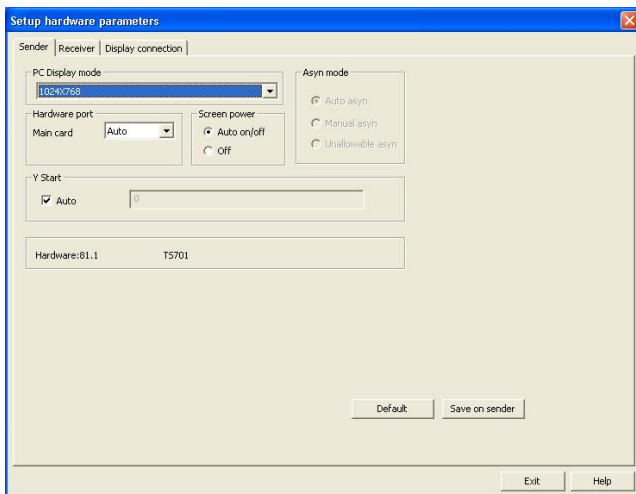 Setup hardware parameters
Sender Receiver Display connection
PC Display mode
1024X768
Asyn mode
Auto asyn
Manual asyn
Unallowable asyn
Hardware port
Main card Auto
Screen power
Auto on/off
Off
Y Start
Auto 0
Hardware:81.1 TS701
Default Save on sender
Exit Help